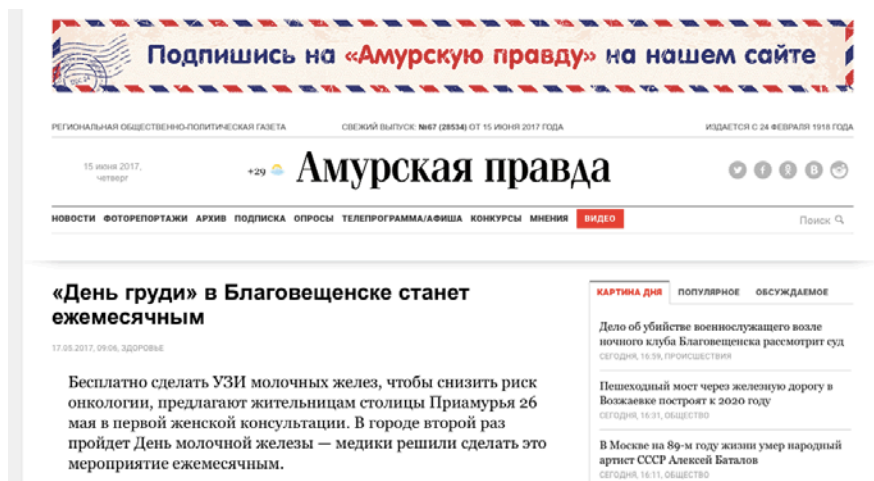 Подпишись на «Амурскую правду» на нашем сайте
РЕГИОНАЛЬНАЯ ОБЩЕСТВЕННО-ПОЛИТИЧЕСКАЯ ГАЗЕТА
СВЕЖИЙ ВЫПУСК: №67 (28534) ОТ 15 ИЮНЯ 2017 ГОДА
ИЗДАЕТСЯ С 24 ФЕВРАЛЯ 1918 ГОДА
15 июня 2017,
четверг
+29
Амурская правда
НОВОСТИ ФОТОРЕПОРТАЖИ АРХИВ ПОДПИСКА ОПРОСЫ ТЕЛЕПРОГРАММА/АФИША КОНКУРСЫ МНЕНИЯ ВИДЕО
Поиск
«День груди» в Благовещенске станет
ежемесячным
17.05.2017, 09:06, ЗДОРОВЬЕ
Бесплатно сделать УЗИ молочных желез, чтобы снизить риск
онкологии, предлагают жительницам столицы Приамурья 26
мая в первой женской консультации. В городе второй раз
пройдет День молочной железы — медики решили сделать это
мероприятие ежемесячным.
КАРТИНА ДНЯ ПОПУЛЯРНОЕ ОБСУЖДАЕМОЕ
Дело об убийстве военнослужащего возле
ночного клуба Благовещенска рассмотрит суд
СЕГОДНЯ, 16:59, ПРОИСШЕСТВИЯ
Пешеходный мост через железную дорогу в
Возжаевке построят к 2020 году
СЕГОДНЯ, 16:31, ОБЩЕСТВО
В Москве на 89-м году жизни умер народный
артист СССР Алексей Баталов
СЕГОДНЯ, 16:11, ОБЩЕСТВО